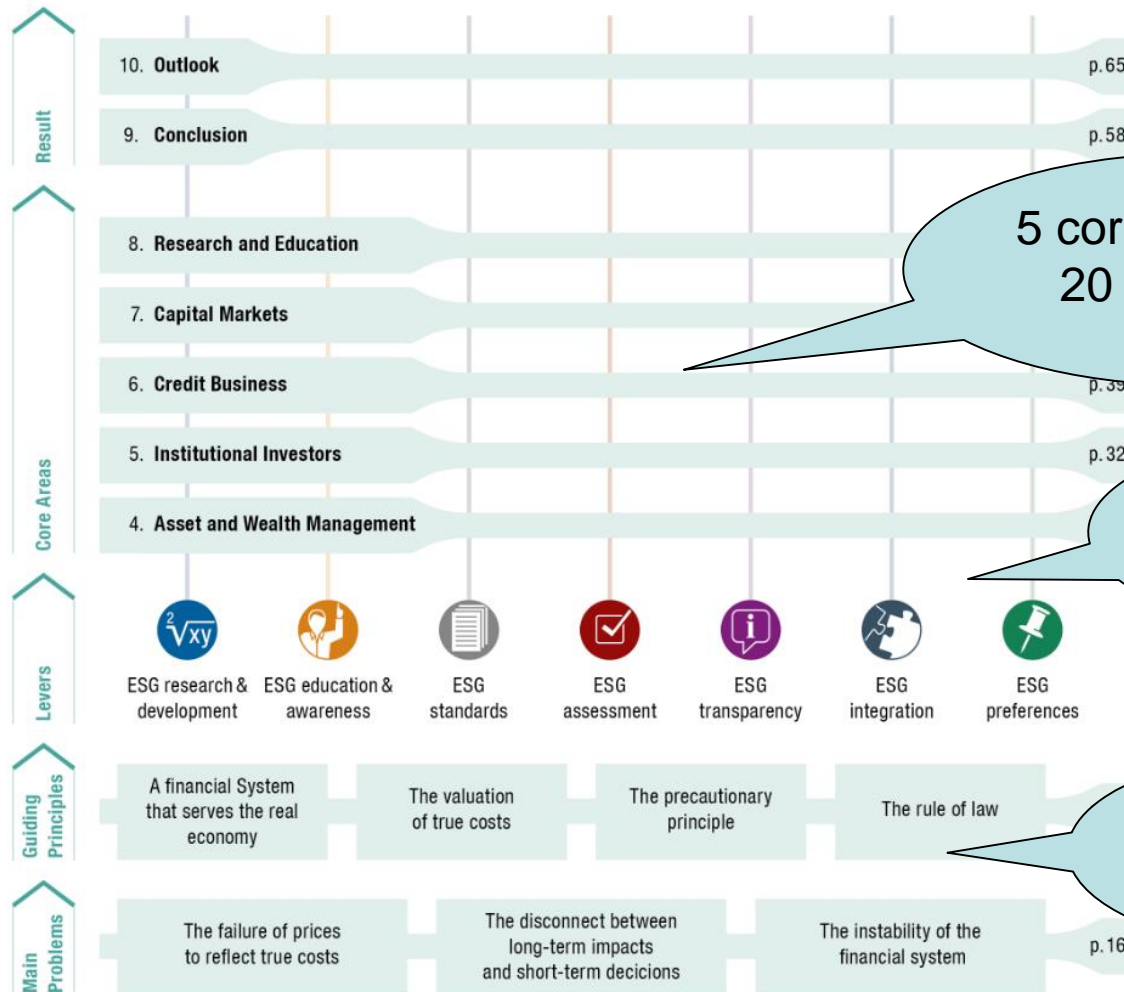 Result
10. Outlook
p.65
9. Conclusion
p.58
Core Areas
8. Research and Education
7. Capital Markets
6. Credit Business
p.39
5. Institutional Investors
p.32
4. Asset and Wealth Management
5 cor
20
Levers
√xy
2
i
ESG research &
development
ESG education &
awareness
ESG
standards
ESG
assessment
ESG
transparency
ESG
integration
ESG
preferences
Guiding
Principles
A financial System
that serves the real
economy
The valuation
of true costs
The precautionary
principle
The rule of law
Main
Problems
The failure of prices
to reflect true costs
The disconnect between
long-term impacts
and short-term decicions
The instability of the
financial system
p.16